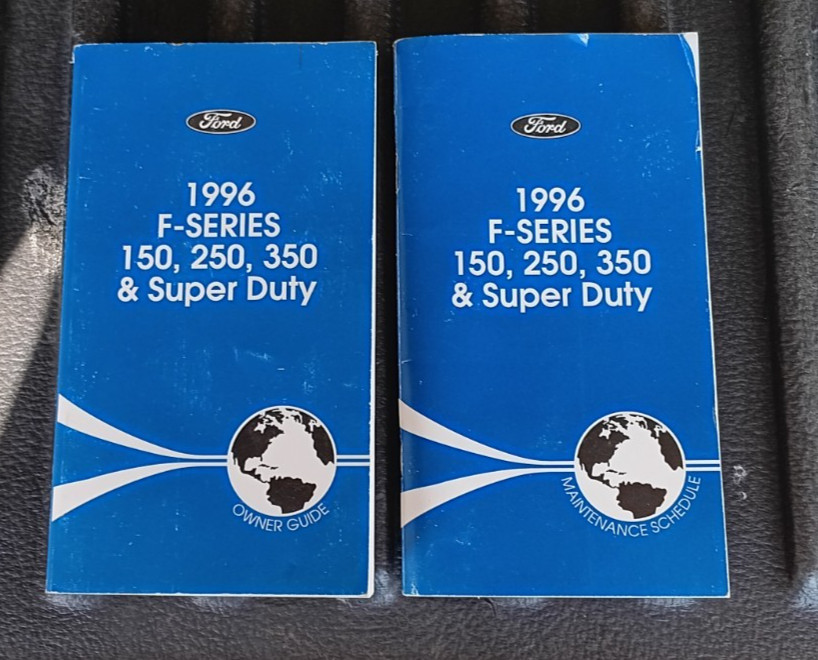 Ford
1996
F-SERIES
150, 250, 350
& Super Duty
OWNER GUIDE
Ford
1996
F-SERIES
150, 250, 350
& Super Duty
MAINTENANCE SCHEDULE